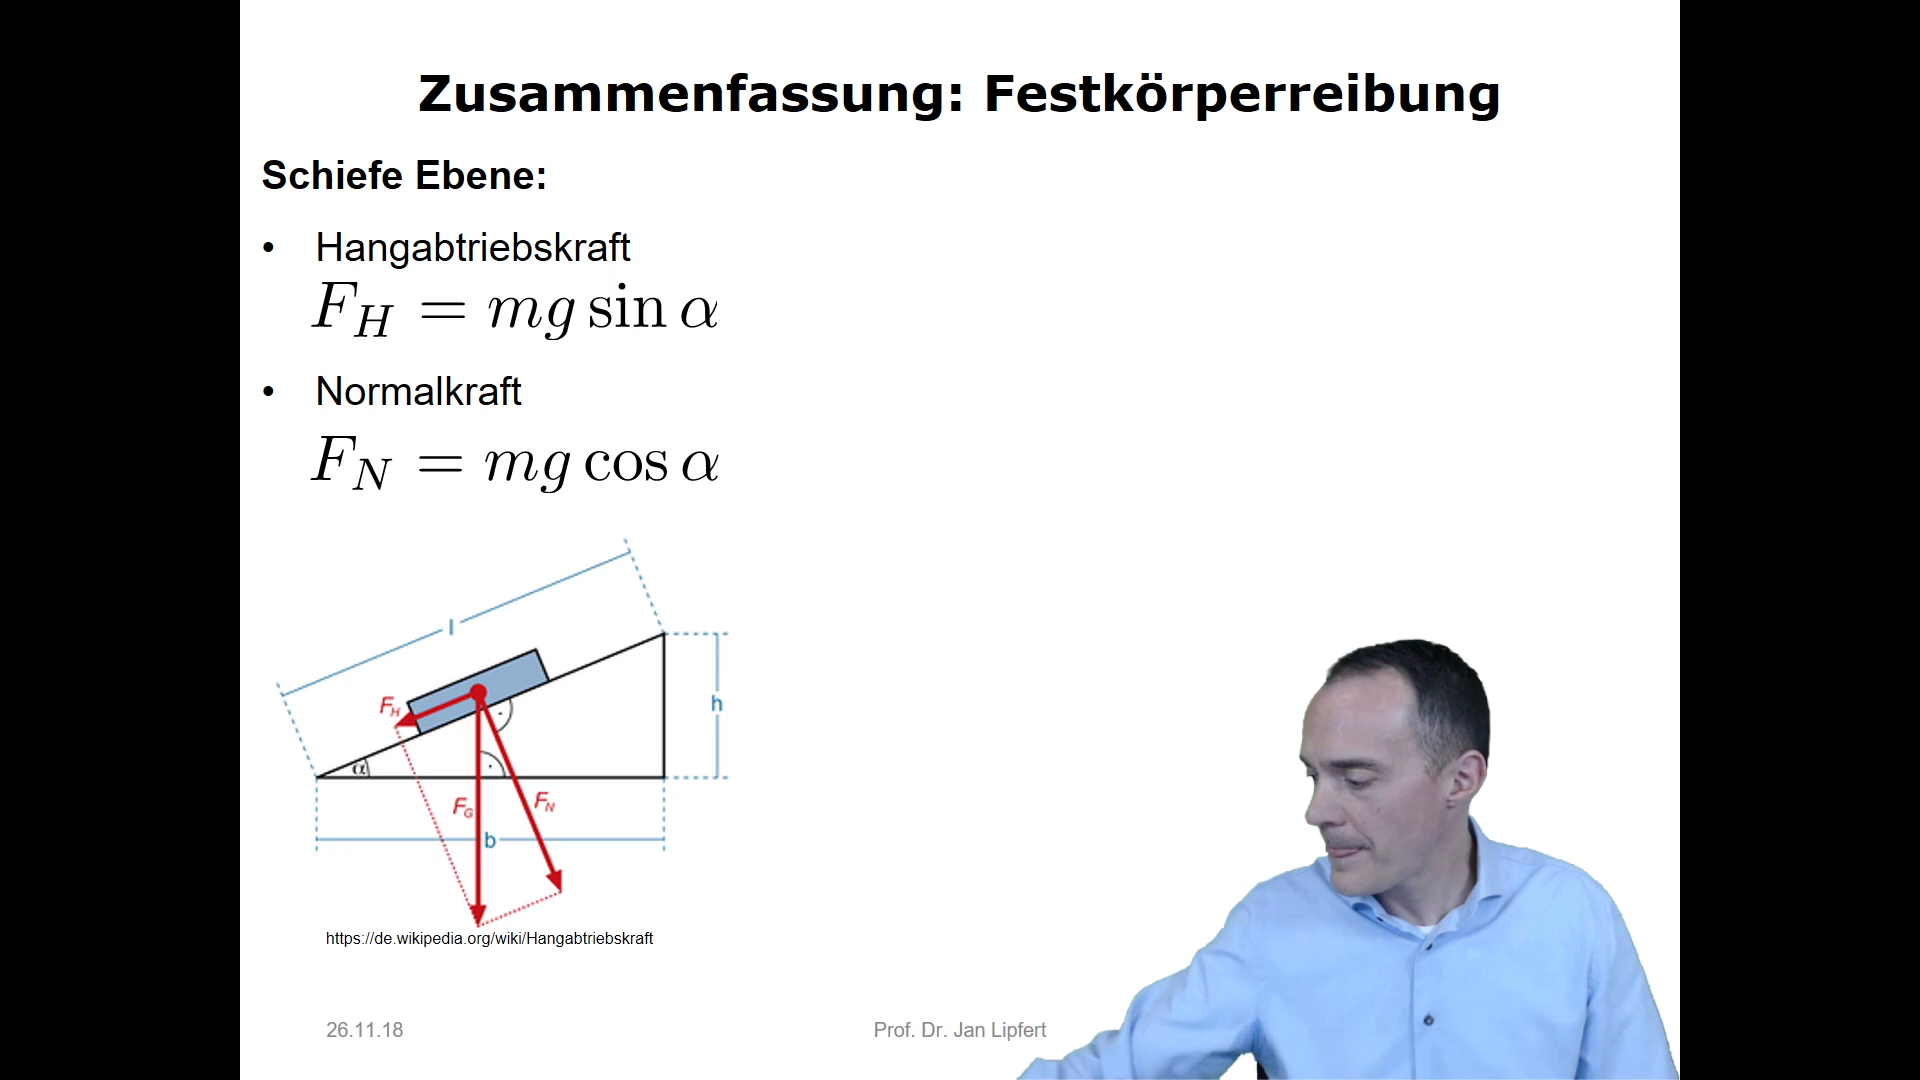 Zusammenfassung: Festkörperreibung
Schiefe Ebene:
• Hangabtriebskraft
F_H = mg sin α
• Normalkraft
F_N = mg cos α
l
F_H
h
α
F_G
F_N
b
https://de.wikipedia.org/wiki/Hangabtriebskraft
26.11.18
Prof. Dr. Jan Lipfert